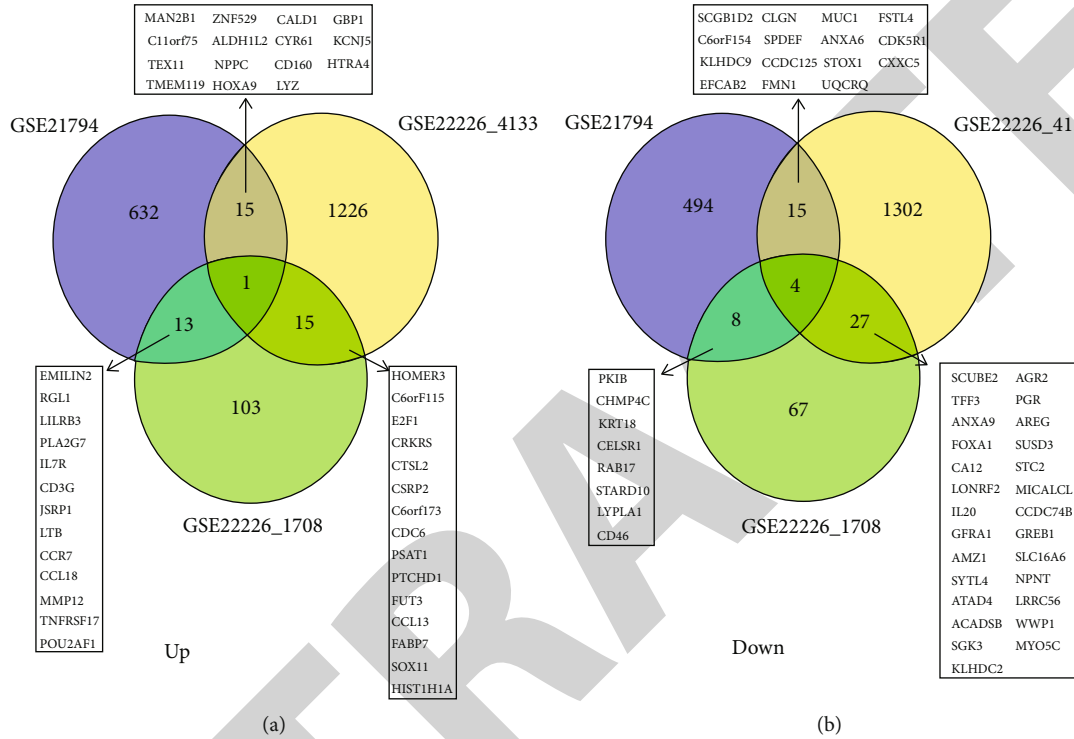 MAN2B1 ZNF529 CALD1 GBP1
C11orf75 ALDH1L2 CYR61 KCNJ5
TEX11 NPPC CD160 HTRA4
TMEM119 HOXA9 LYZ
GSE21794
GSE22226_4133
632
15
1226
1
13
15
103
GSE22226_1708
EMILIN2
RGL1
LILRB3
PLA2G7
IL7R
CD3G
JSRP1
LTB
CCR7
CCL18
MMP12
TNFRSF17
POU2AF1
HOMER3
C6orF115
E2F1
CRKRS
CTSL2
CSRP2
C6orf173
CDC6
PSAT1
PTCHD1
FUT3
CCL13
FABP7
SOX11
HIST1H1A
Up
(a)
SCGB1D2 CLGN MUC1 FSTL4
C6orF154 SPDEF ANXA6 CDK5R1
KLHDC9 CCDC125 STOX1 CXXC5
EFCAB2 FMN1 UQCRQ
GSE21794
GSE22226_41
494
15
1302
4
8
27
67
GSE22226_1708
PKIB
CHMP4C
KRT18
CELSR1
RAB17
STARD10
LYPLA1
CD46
SCUBE2 AGR2
TFF3 PGR
ANXA9 AREG
FOXA1 SUSD3
CA12 STC2
LONRF2 MICALCL
IL20 CCDC74B
GFRA1 GREB1
AMZ1 SLC16A6
SYTL4 NPNT
ATAD4 LRRC56
ACADSB WWP1
SGK3 MYO5C
KLHDC2
Down
(b)